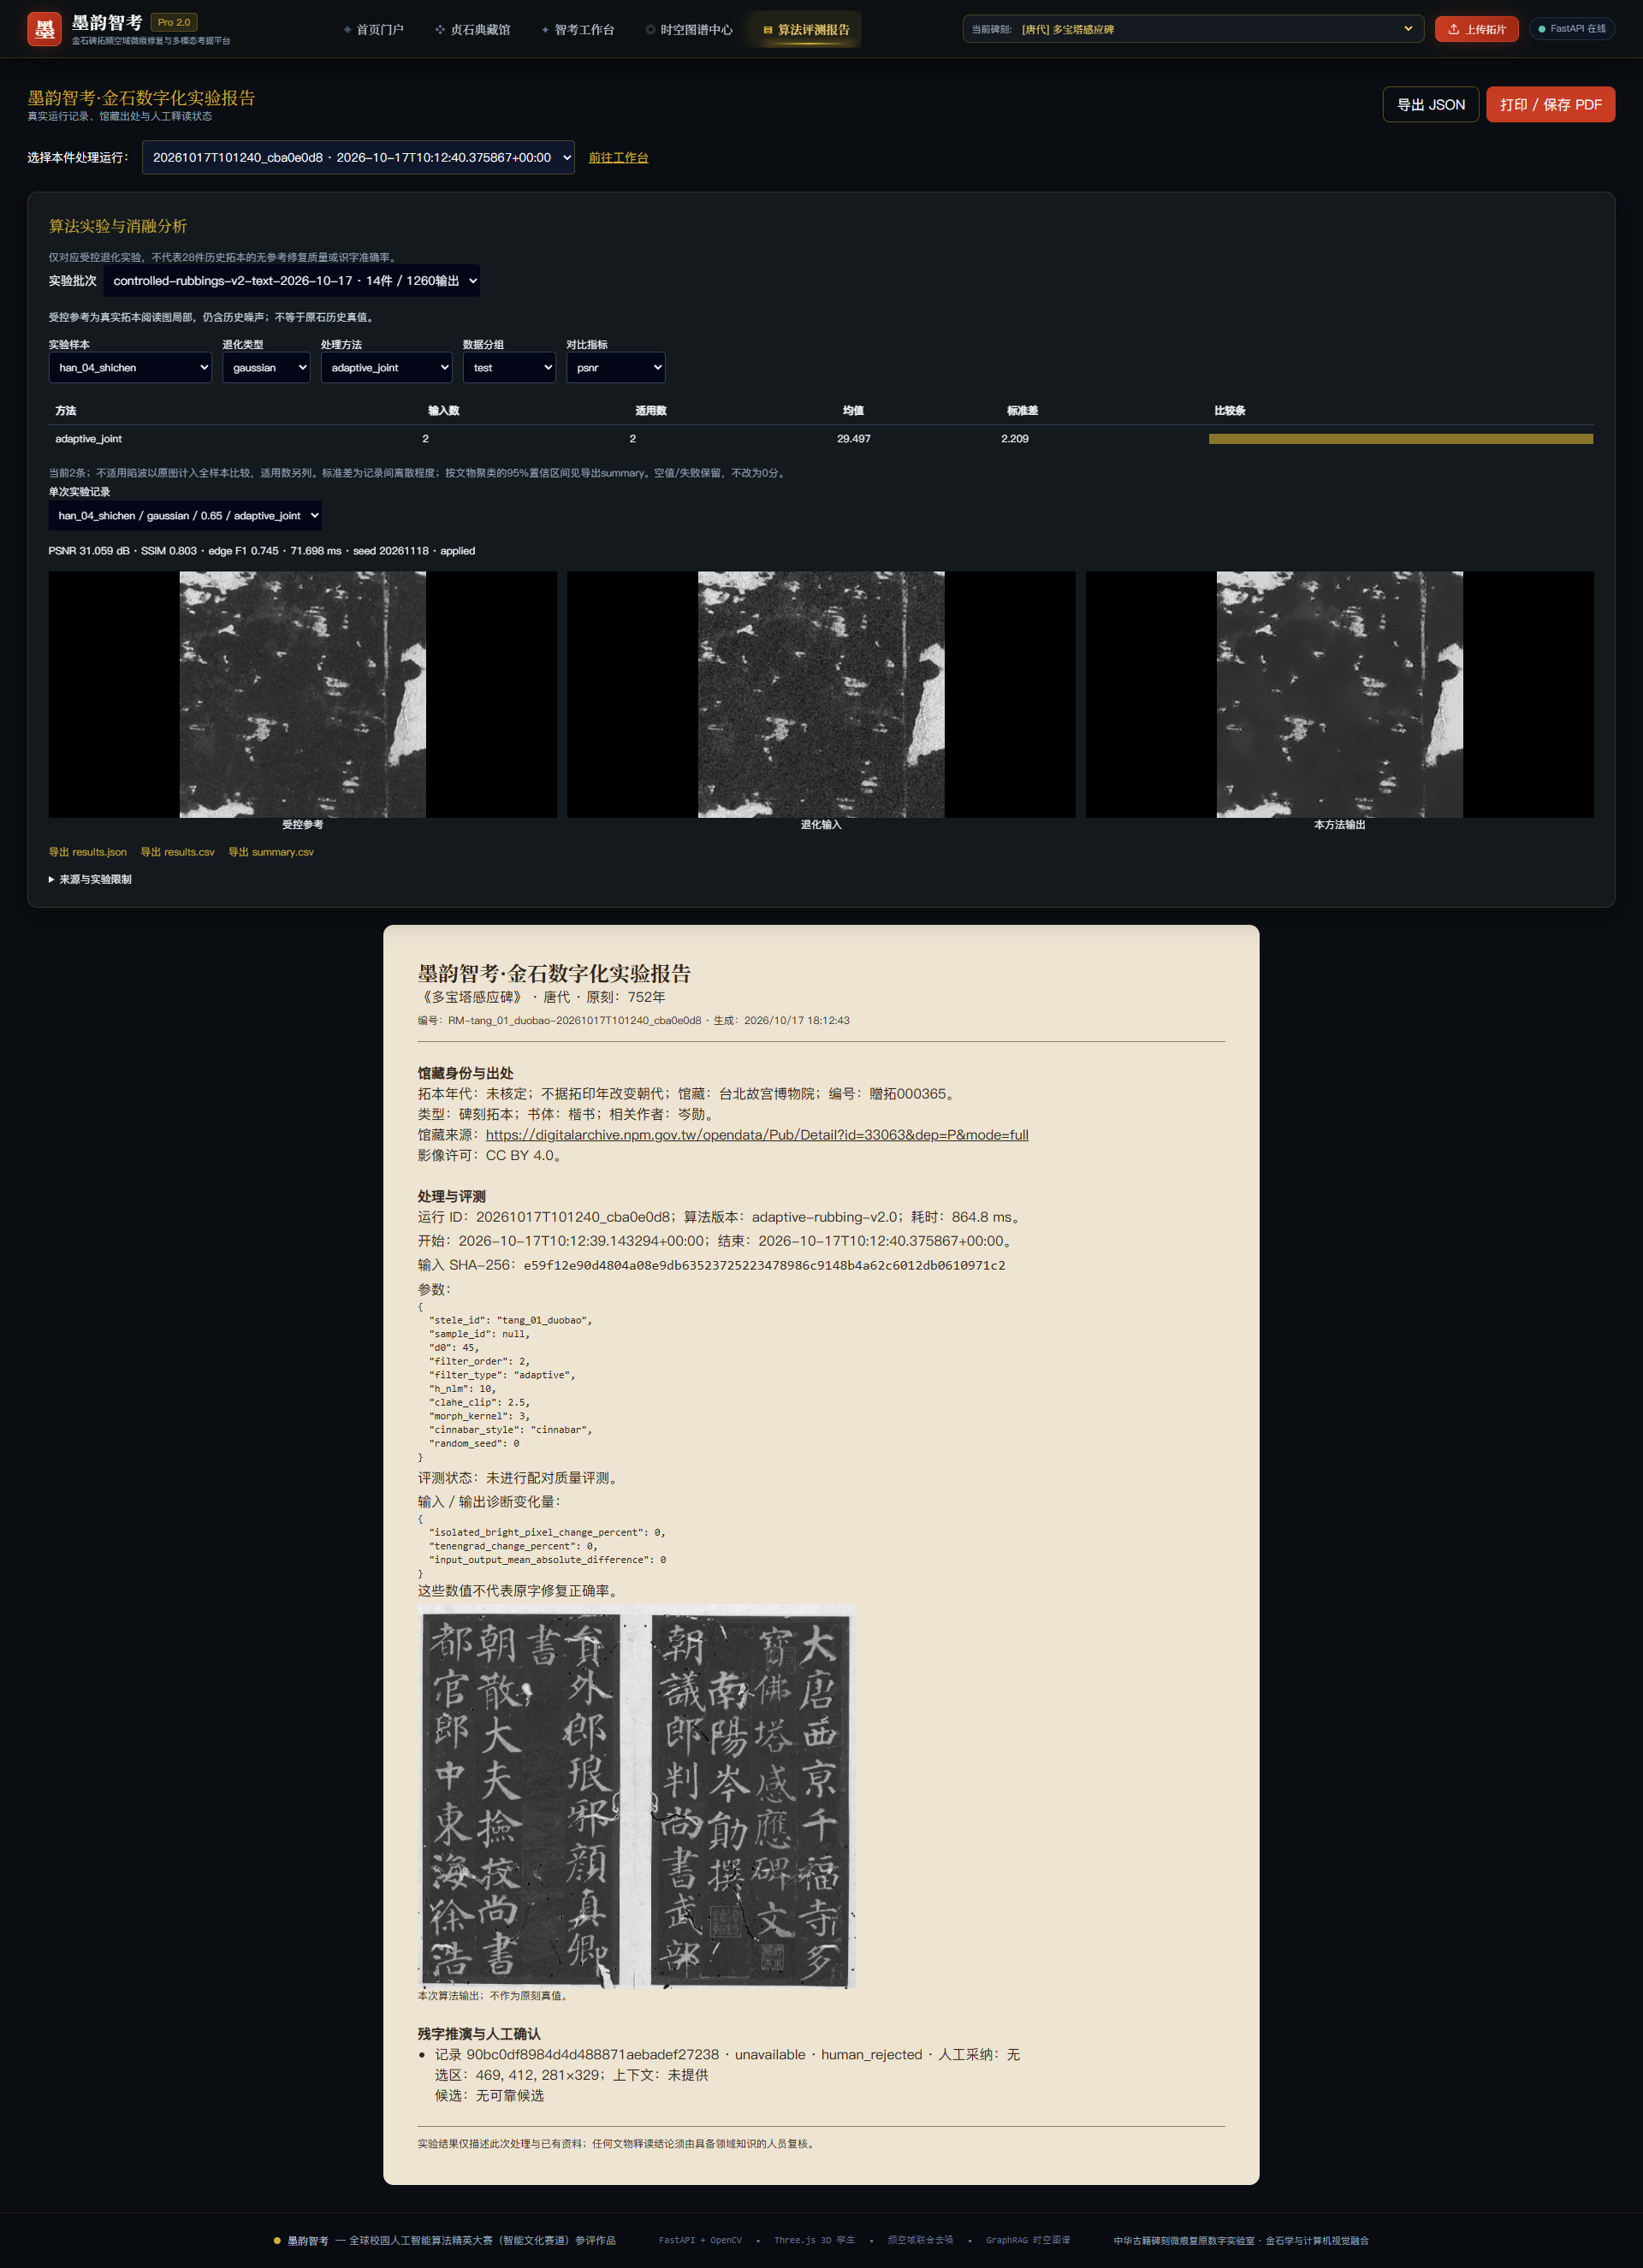 墨 墨韵智考 Pro 2.0
金石碑拓频空域微痕修复与多模态考据平台
首页门户 贞石典藏馆 智考工作台 时空图谱中心 算法评测报告
当前碑刻: [唐代] 多宝塔感应碑
上传拓片
FastAPI 在线
墨韵智考·金石数字化实验报告
真实运行记录、馆藏出处与人工释读状态
导出 JSON 打印 / 保存 PDF
选择本件处理运行： 20261017T101240_cba0e0d8 · 2026-10-17T10:12:40.375867+00:00 前往工作台
算法实验与消融分析
仅对应受控退化实验，不代表28件历史拓本的无参考修复质量或识字准确率。
实验批次 controlled-rubbings-v2-text-2026-10-17 · 14件 / 1260输出
受控参考为真实拓本阅读图局部，仍含历史噪声；不等于原石历史真值。
实验样本 退化类型 处理方法 数据分组 对比指标
han_04_shichen gaussian adaptive_joint test psnr
方法 输入数 适用数 均值 标准差 比较条
adaptive_joint 2 2 29.497 2.209
当前2条；不适用陷波以原图计入全样本比较，适用数另列。标准差为记录间离散程度；按文物聚类的95%置信区间见导出summary。空值/失败保留，不改为0分。
单次实验记录
han_04_shichen / gaussian / 0.65 / adaptive_joint
PSNR 31.059 dB · SSIM 0.803 · edge F1 0.745 · 71.698 ms · seed 20261118 · applied
受控参考 退化输入 本方法输出
导出 results.json 导出 results.csv 导出 summary.csv
▶ 来源与实验限制
墨韵智考·金石数字化实验报告
《多宝塔感应碑》 · 唐代 · 原刻：752年
编号：RM-tang_01_duobao-20261017T101240_cba0e0d8 · 生成：2026/10/17 18:12:43
馆藏身份与出处
拓本年代：未核定；不据拓印年改变朝代；馆藏：台北故宫博物院；编号：赠拓000365。
类型：碑刻拓本；书体：楷书；相关作者：岑勋。
馆藏来源：https://digitalarchive.npm.gov.tw/opendata/Pub/Detail?id=33063&dep=P&mode=full
影像许可：CC BY 4.0。
处理与评测
运行 ID：20261017T101240_cba0e0d8；算法版本：adaptive-rubbing-v2.0；耗时：864.8 ms。
开始：2026-10-17T10:12:39.143294+00:00；结束：2026-10-17T10:12:40.375867+00:00。
输入 SHA-256：e59f12e90d4804a08e9db63523725223478986c9148b4a62c6012db0610971c2
参数：
{
"stele_id": "tang_01_duobao",
"sample_id": null,
"d0": 45,
"filter_order": 2,
"filter_type": "adaptive",
"h_nlm": 10,
"clahe_clip": 2.5,
"morph_kernel": 3,
"cinnabar_style": "cinnabar",
"random_seed": 0
}
评测状态：未进行配对质量评测。
输入 / 输出诊断变化量：
{
"isolated_bright_pixel_change_percent": 0,
"tenengrad_change_percent": 0,
"input_output_mean_absolute_difference": 0
}
这些数值不代表原字修复正确率。
大唐西京千福寺多
寶佛塔感應碑文
南陽岑勛撰
朝議郎判尚書武部
員外郎琅邪顏真卿
書
朝散大夫撿挍尚書
都官郎中東海徐浩
本次算法输出；不作为原刻真值。
残字推演与人工确认
• 记录 90bc0df8984d4d488871aebadef27238 · unavailable · human_rejected · 人工采纳：无
选区：469, 412, 281×329；上下文：未提供
候选：无可靠候选
实验结果仅描述此次处理与已有资料；任何文物释读结论须由具备领域知识的人员复核。
墨韵智考 — 全球校园人工智能算法精英大赛（智能文化赛道）参评作品 FastAPI + OpenCV • Three.js 3D 孪生 • 频空域联合去噪 • GraphRAG 时空图谱 中华古籍碑刻微痕复原数字实验室 · 金石学与计算机视觉融合